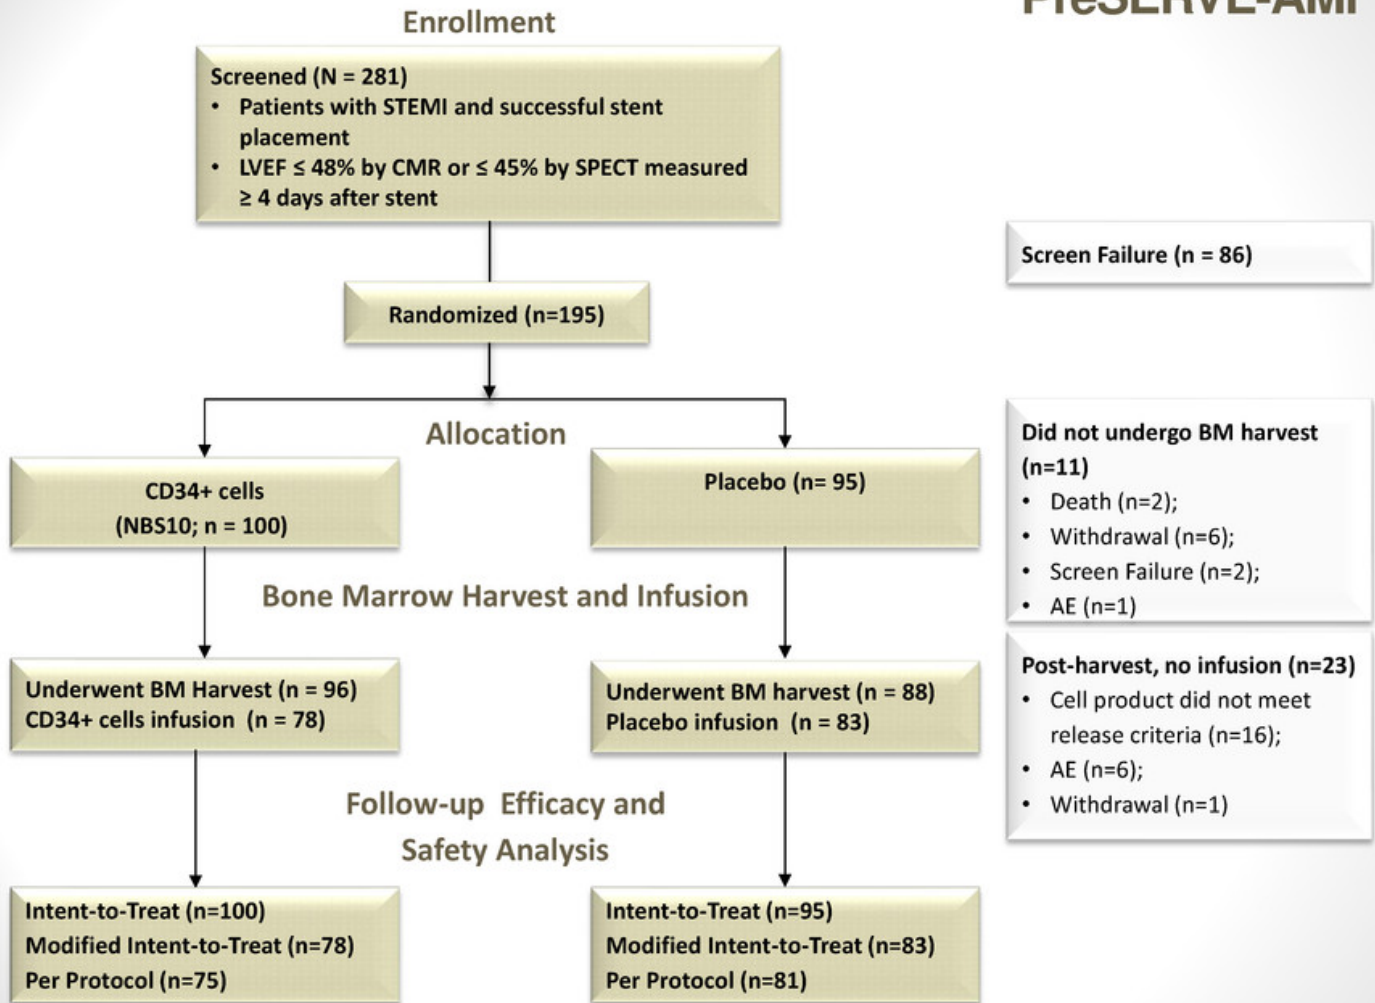 PreSERVE-AMI
Enrollment
Screened (N = 281)
• Patients with STEMI and successful stent
placement
• LVEF ≤ 48% by CMR or ≤ 45% by SPECT measured
≥ 4 days after stent
Screen Failure (n = 86)
Randomized (n=195)
Allocation
CD34+ cells
(NBS10; n = 100)
Placebo (n= 95)
Did not undergo BM harvest
(n=11)
• Death (n=2);
• Withdrawal (n=6);
• Screen Failure (n=2);
• AE (n=1)
Bone Marrow Harvest and Infusion
Underwent BM Harvest (n = 96)
CD34+ cells infusion (n = 78)
Underwent BM harvest (n = 88)
Placebo infusion (n = 83)
Post-harvest, no infusion (n=23)
• Cell product did not meet
release criteria (n=16);
• AE (n=6);
• Withdrawal (n=1)
Follow-up Efficacy and
Safety Analysis
Intent-to-Treat (n=100)
Modified Intent-to-Treat (n=78)
Per Protocol (n=75)
Intent-to-Treat (n=95)
Modified Intent-to-Treat (n=83)
Per Protocol (n=81)